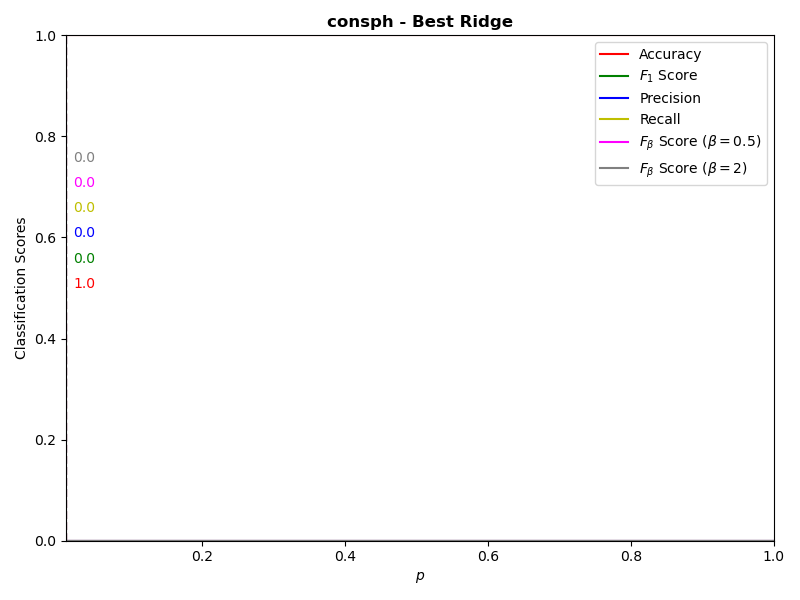 consph - Best Ridge
Accuracy
F₁ Score
Precision
Recall
Fᵦ Score (β = 0.5)
Fᵦ Score (β = 2)
Classification Scores
1.0
0.8
0.6
0.4
0.2
0.0
0.0
0.0
0.0
0.0
0.0
1.0
0.2
0.4
0.6
0.8
1.0
p